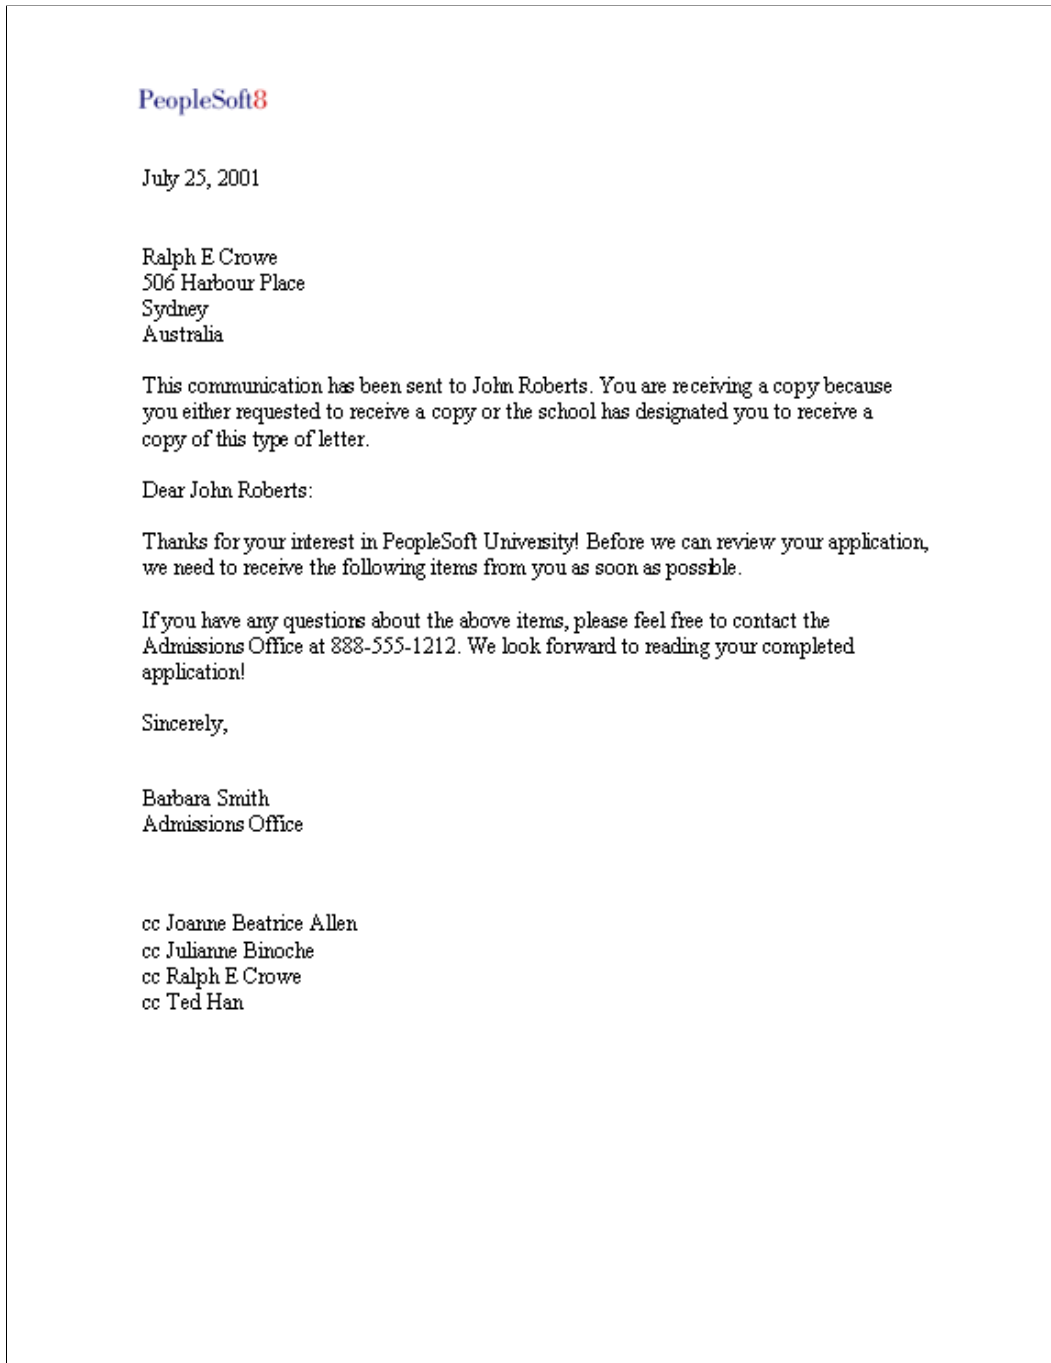 PeopleSoft8
July 25, 2001
Ralph E Crowe
506 Harbour Place
Sydney
Australia
This communication has been sent to John Roberts. You are receiving a copy because
you either requested to receive a copy or the school has designated you to receive a
copy of this type of letter.
Dear John Roberts:
Thanks for your interest in PeopleSoft University! Before we can review your application,
we need to receive the following items from you as soon as possible.
If you have any questions about the above items, please feel free to contact the
Admissions Office at 888-555-1212. We look forward to reading your completed
application!
Sincerely,
Barbara Smith
Admissions Office
cc Joanne Beatrice Allen
cc Julianne Binoche
cc Ralph E Crowe
cc Ted Han